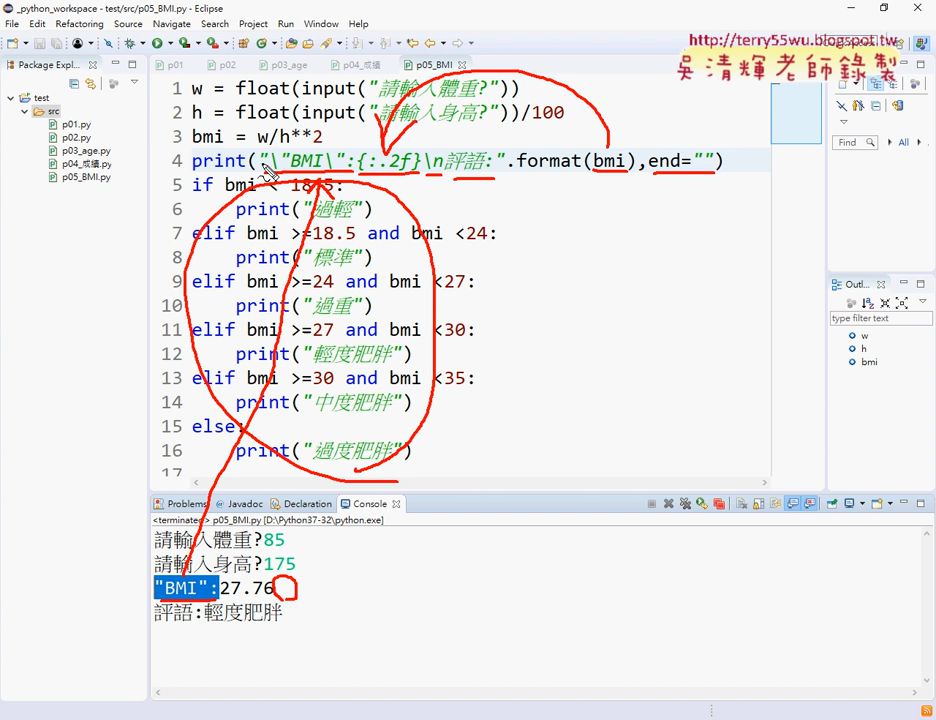 _python_workspace - test/src/p05_BMI.py - Eclipse
File Edit Refactoring Source Navigate Search Project Run Window Help
http://terry55wu.blogspot.tw
吳清輝老師錄製
Package Expl...
p01 p02 p03_age p04_成績 p05_BMI
test
src
p01.py
p02.py
p03_age.py
p04_成績.py
p05_BMI.py
1 w = float(input("請輸入體重?"))
2 h = float(input("請輸入身高?"))/100
3 bmi = w/h**2
4 print("\"BMI\":{:.2f}\n評語:".format(bmi),end="")
5 if bmi < 18.5:
6 print("過輕")
7 elif bmi >=18.5 and bmi <24:
8 print("標準")
9 elif bmi >=24 and bmi <27:
10 print("過重")
11 elif bmi >=27 and bmi <30:
12 print("輕度肥胖")
13 elif bmi >=30 and bmi <35:
14 print("中度肥胖")
15 else:
16 print("過度肥胖")
17
Find All
Outl...
type filter text
w
h
bmi
Problems Javadoc Declaration Console
<terminated> p05_BMI.py [D:\Python37-32\python.exe]
請輸入體重?85
請輸入身高?175
"BMI":27.76
評語:輕度肥胖